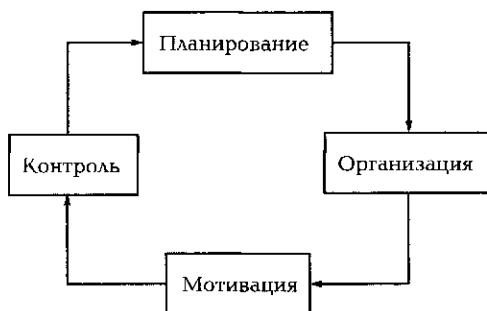 Планирование
Контроль
Организация
Мотивация